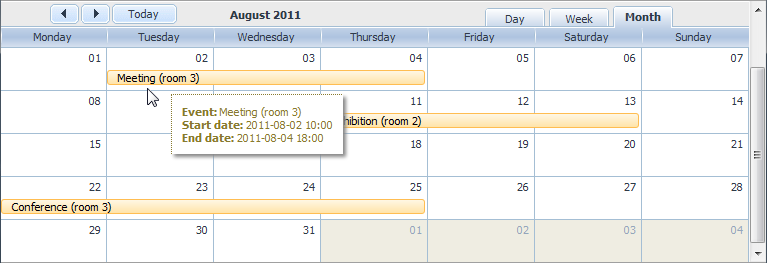 Today August 2011 Day Week Month
Monday Tuesday Wednesday Thursday Friday Saturday Sunday
01 02 03 04 05 06 07
Meeting (room 3)
08 11 12 13 14
hibition (room 2)
Event: Meeting (room 3)
Start date: 2011-08-02 10:00
End date: 2011-08-04 18:00
15 18 19 20 21
22 23 24 25 26 27 28
Conference (room 3)
29 30 31 01 02 03 04